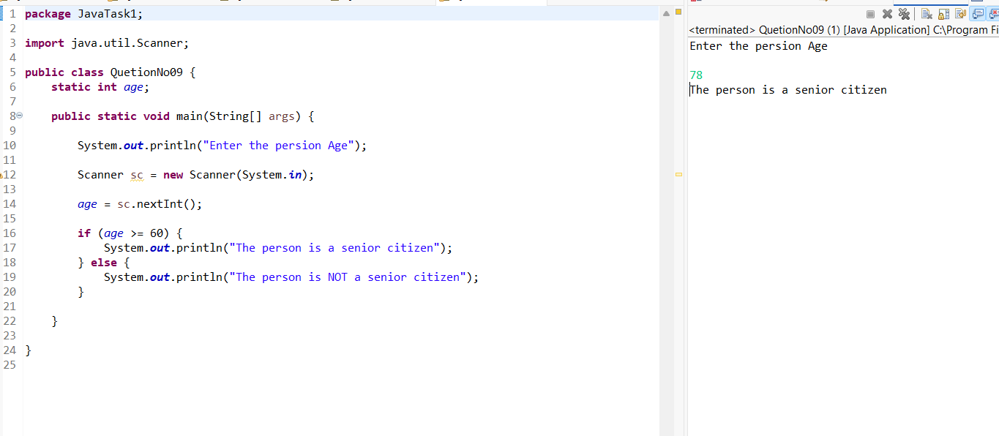 1 package JavaTask1;
2
3 import java.util.Scanner;
4
5 public class QuetionNo09 {
6     static int age;
7
8     public static void main(String[] args) {
9
10         System.out.println("Enter the persion Age");
11
12         Scanner sc = new Scanner(System.in);
13
14         age = sc.nextInt();
15
16         if (age >= 60) {
17             System.out.println("The person is a senior citizen");
18         } else {
19             System.out.println("The person is NOT a senior citizen");
20         }
21
22     }
23
24 }
25
<terminated> QuetionNo09 (1) [Java Application] C:\Program Fi
Enter the persion Age
78
The person is a senior citizen